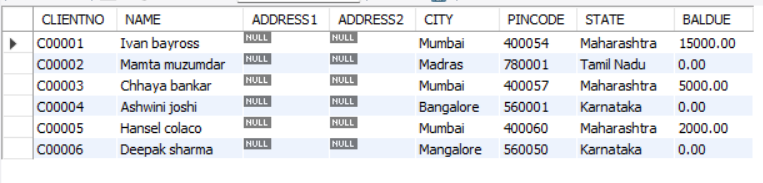 CLIENTNO NAME ADDRESS1 ADDRESS2 CITY PINCODE STATE BALDUE
C00001 Ivan bayross NULL NULL Mumbai 400054 Maharashtra 15000.00
C00002 Mamta muzumdar NULL NULL Madras 780001 Tamil Nadu 0.00
C00003 Chhaya bankar NULL NULL Mumbai 400057 Maharashtra 5000.00
C00004 Ashwini joshi NULL NULL Bangalore 560001 Karnataka 0.00
C00005 Hansel colaco NULL NULL Mumbai 400060 Maharashtra 2000.00
C00006 Deepak sharma NULL NULL Mangalore 560050 Karnataka 0.00